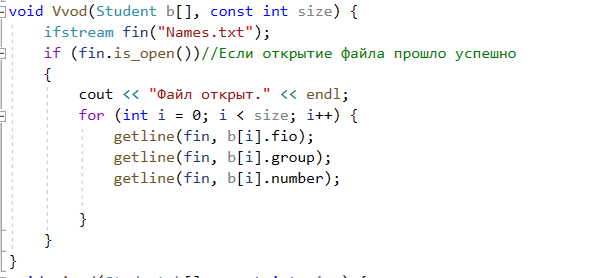 void Vvod(Student b[], const int size) {
ifstream fin("Names.txt");
if (fin.is_open())//Если открытие файла прошло успешно
{
cout << "Файл открыт." << endl;
for (int i = 0; i < size; i++) {
getline(fin, b[i].fio);
getline(fin, b[i].group);
getline(fin, b[i].number);
}
}
}